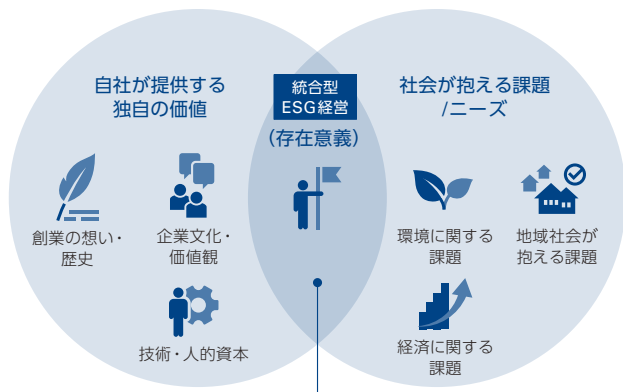 自社が提供する
独自の価値
統合型
ESG経営
(存在意義)
社会が抱える課題
/ニーズ
創業の想い・
歴史
企業文化・
価値観
技術・人的資本
環境に関する
課題
地域社会が
抱える課題
経済に関する
課題